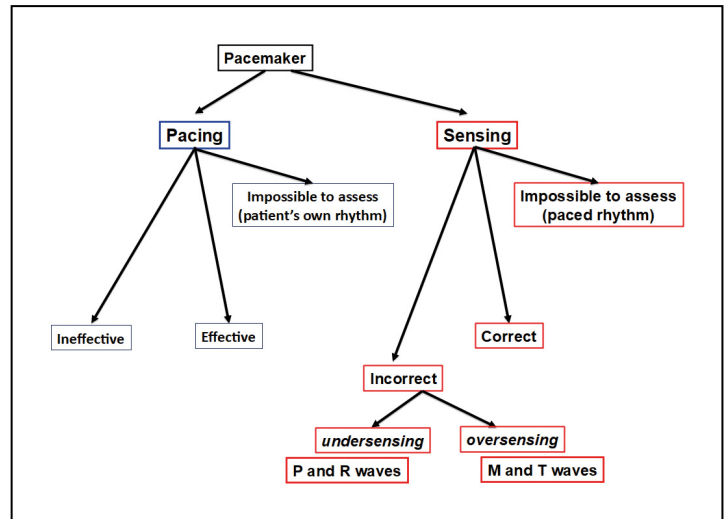 Pacemaker
Pacing
Sensing
Impossible to assess
(patient's own rhythm)
Impossible to assess
(paced rhythm)
Ineffective
Effective
Correct
Incorrect
undersensing
oversensing
P and R waves
M and T waves